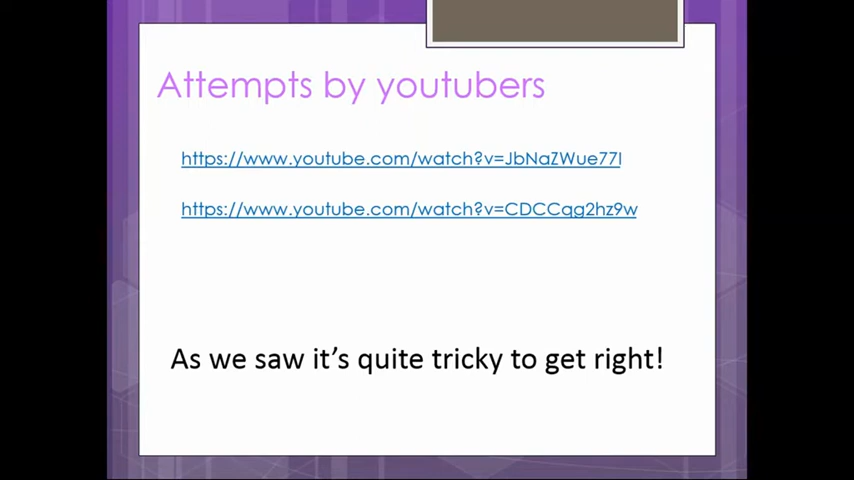 Attempts by youtubers
https://www.youtube.com/watch?v=JbNaZWue77I
https://www.youtube.com/watch?v=CDCCqg2hz9w
As we saw it’s quite tricky to get right!